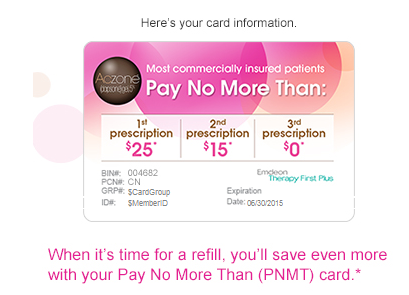 Here's your card information.
Aczone
(dapsone) gel 5%
Most commercially insured patients
Pay No More Than:
1st
prescription
$25*
2nd
prescription
$15*
3rd
prescription
$0*
BIN#: 004682
PCN#: CN
GRP#: $CardGroup
ID#: $MemberID
Emdeon
Therapy First Plus
Expiration
Date: 06/30/2015
When it's time for a refill, you'll save even more
with your Pay No More Than (PNMT) card.*